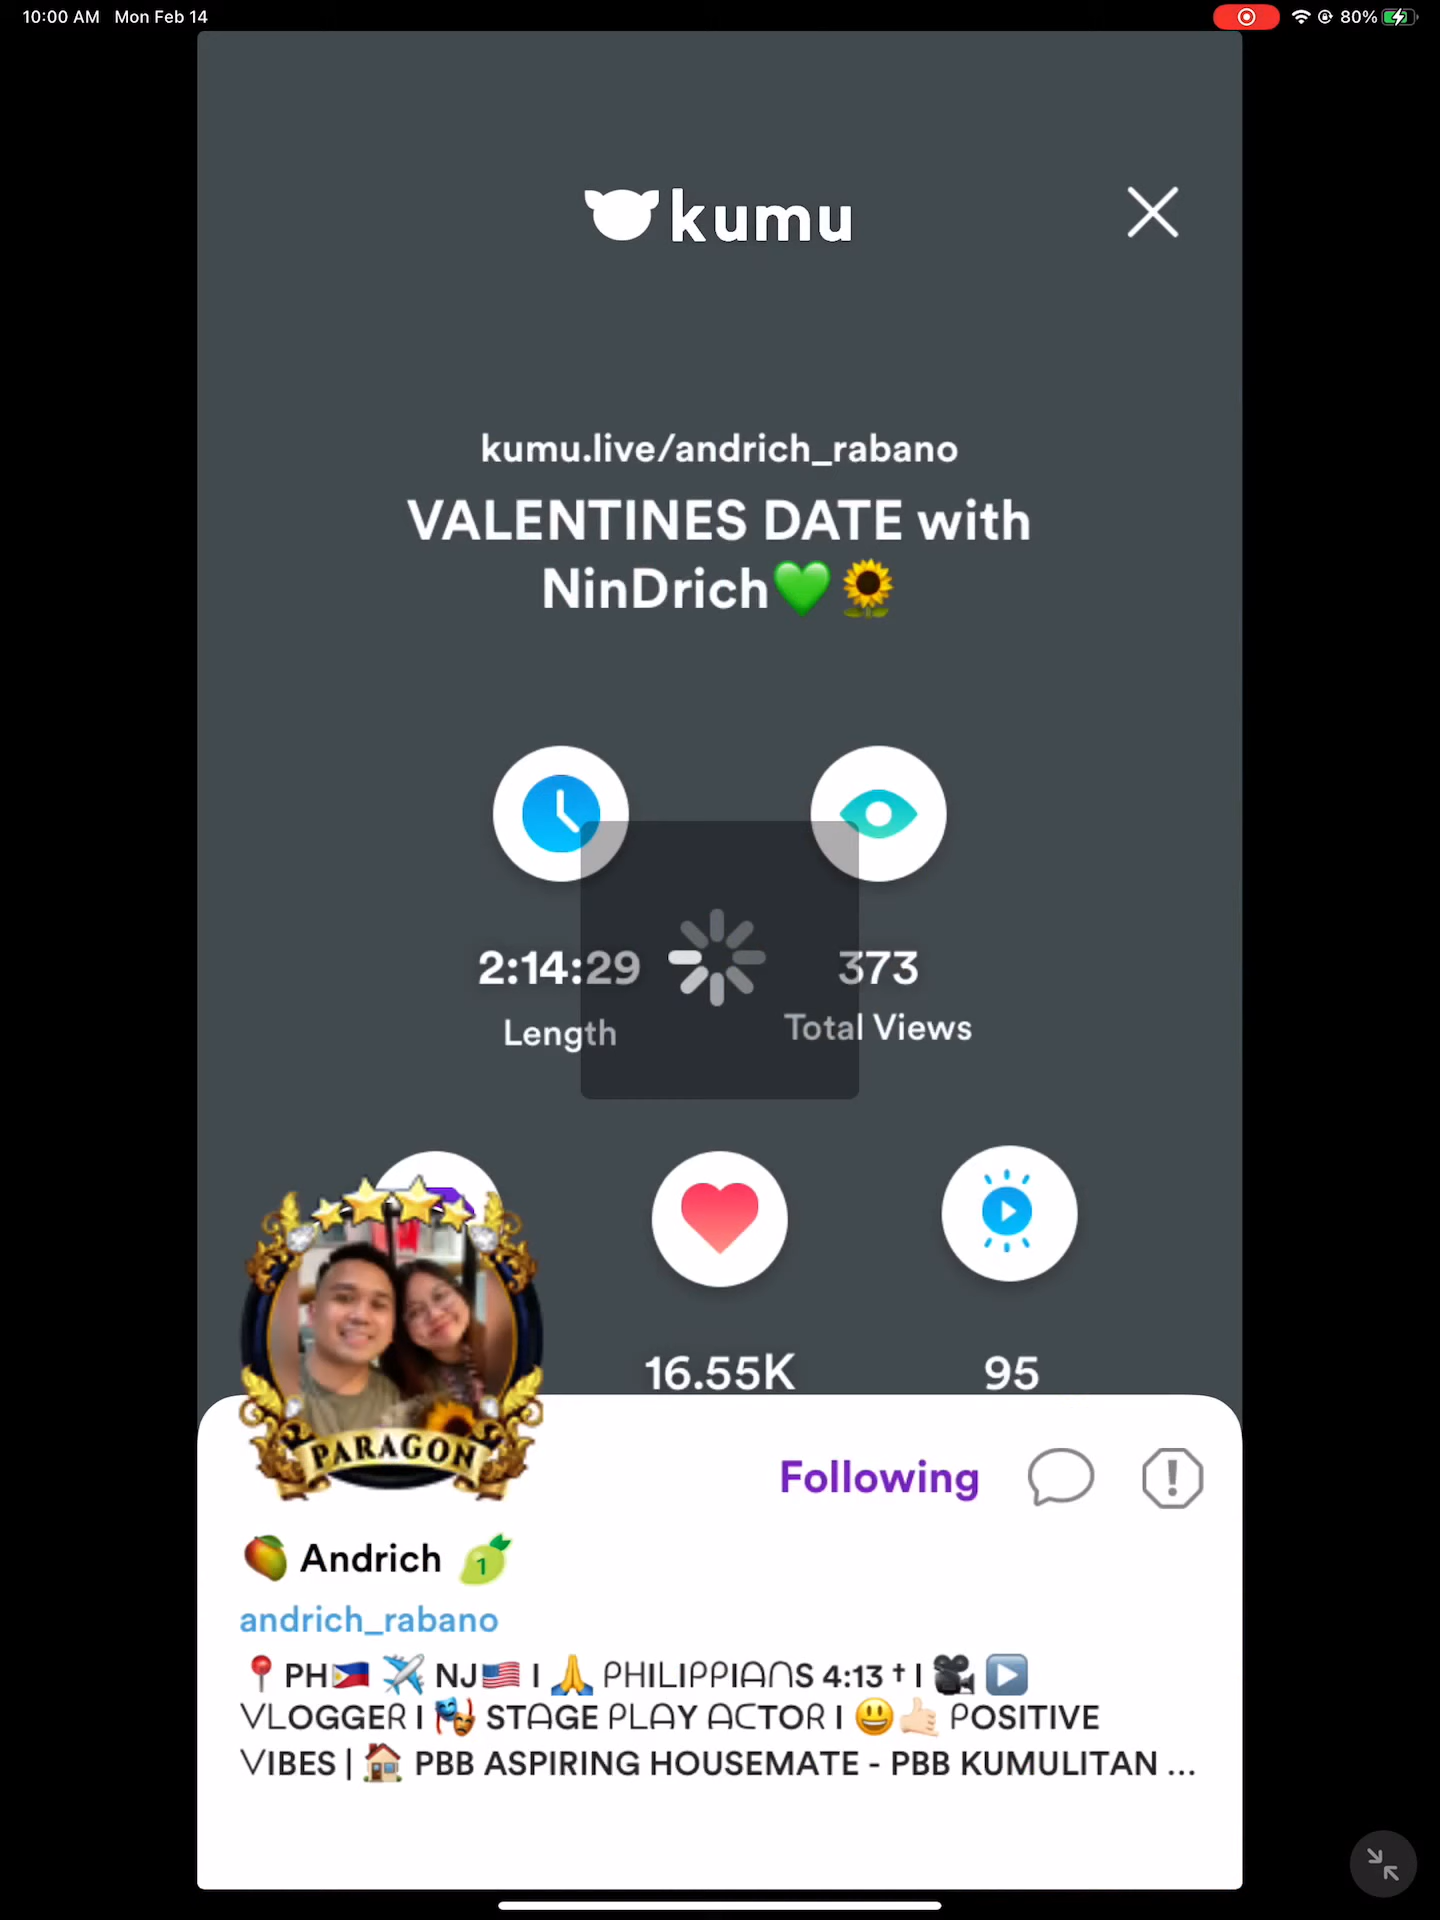 10:00 AM Mon Feb 14
80%
kumu
kumu.live/andrich_rabano
VALENTINES DATE with
NinDrich💚🌻
2:14:29
373
Length
Total Views
16.55K
95
PARAGON
Following
🥭 Andrich 1
andrich_rabano
📍PH🇵🇭 ✈️ NJ🇺🇸 I 🙏 PHILIPPIANS 4:13 † I 🎥 ▶️
VLOGGER I 🎭 STAGE PLAY ACTOR I 😃🤙🏻 POSITIVE
VIBES | 🏠 PBB ASPIRING HOUSEMATE - PBB KUMULITAN ...